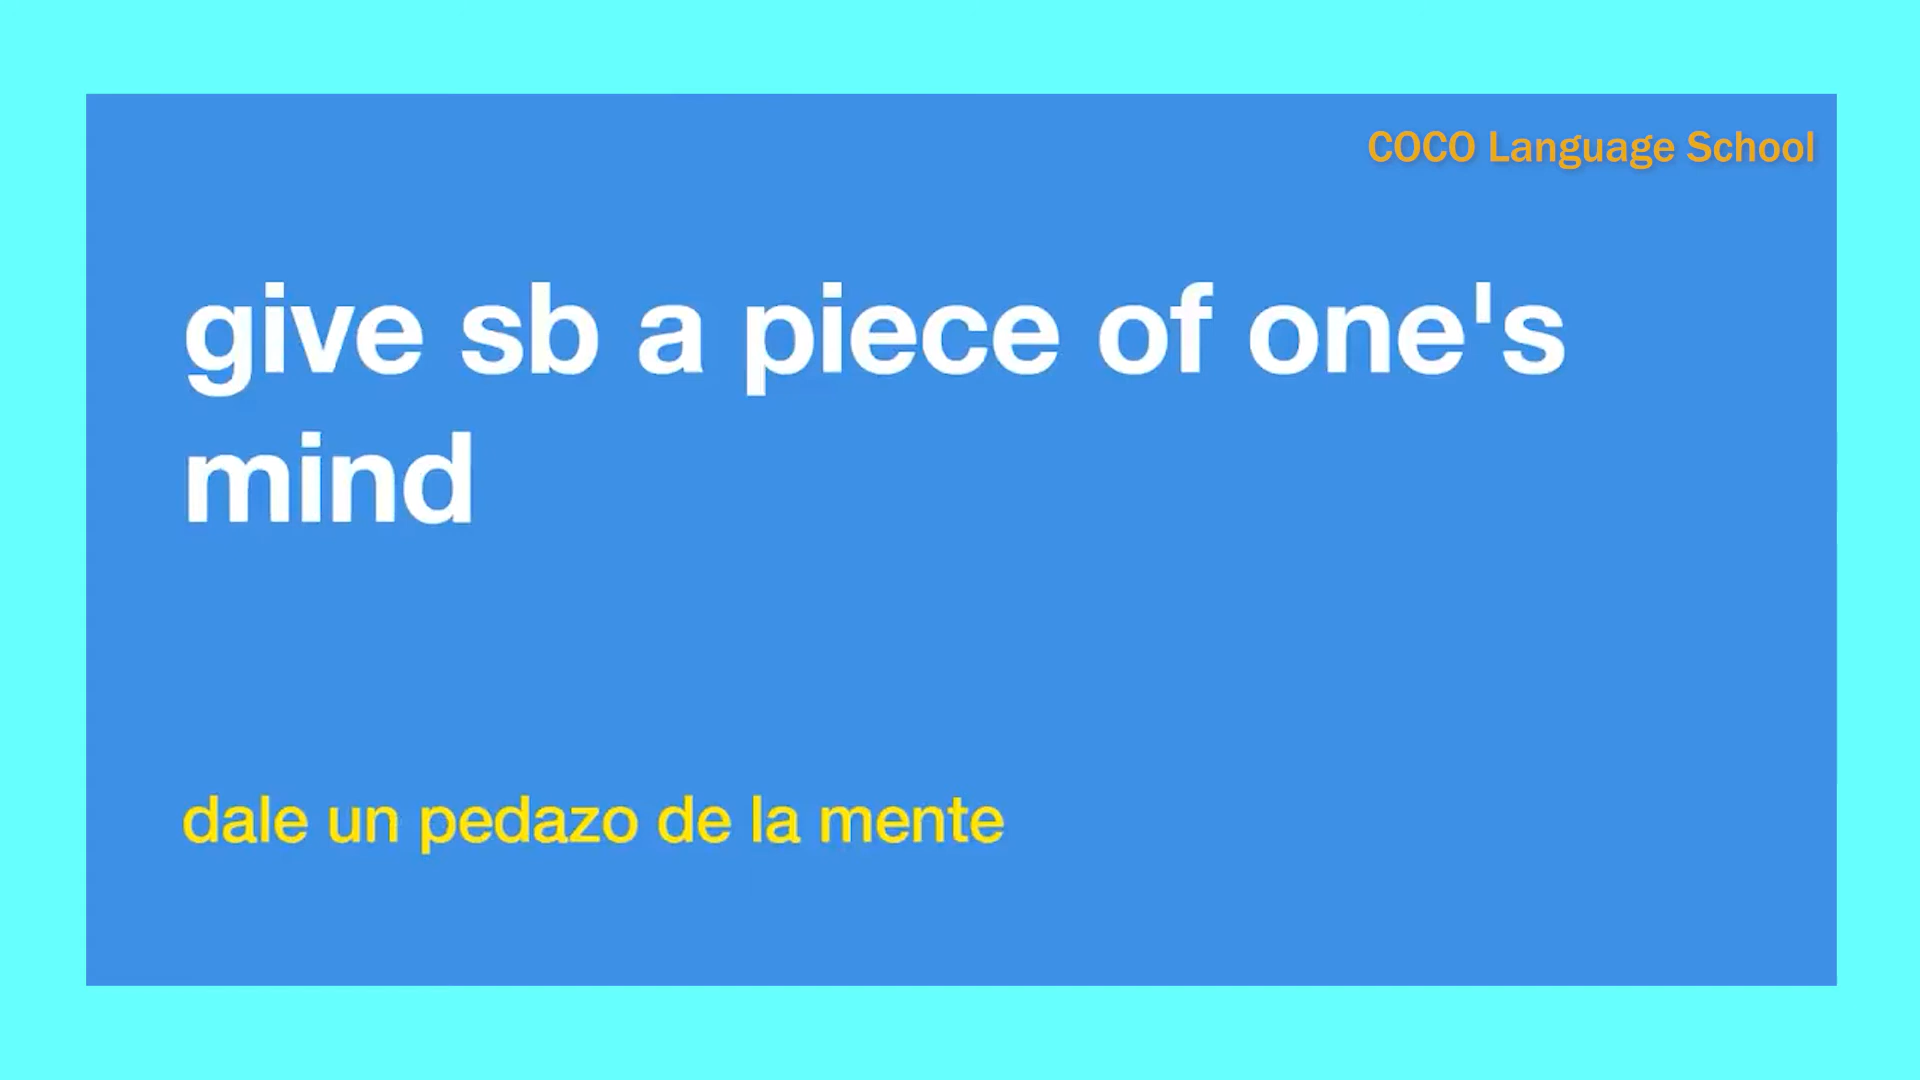 COCO Language School
give sb a piece of one's
mind
dale un pedazo de la mente